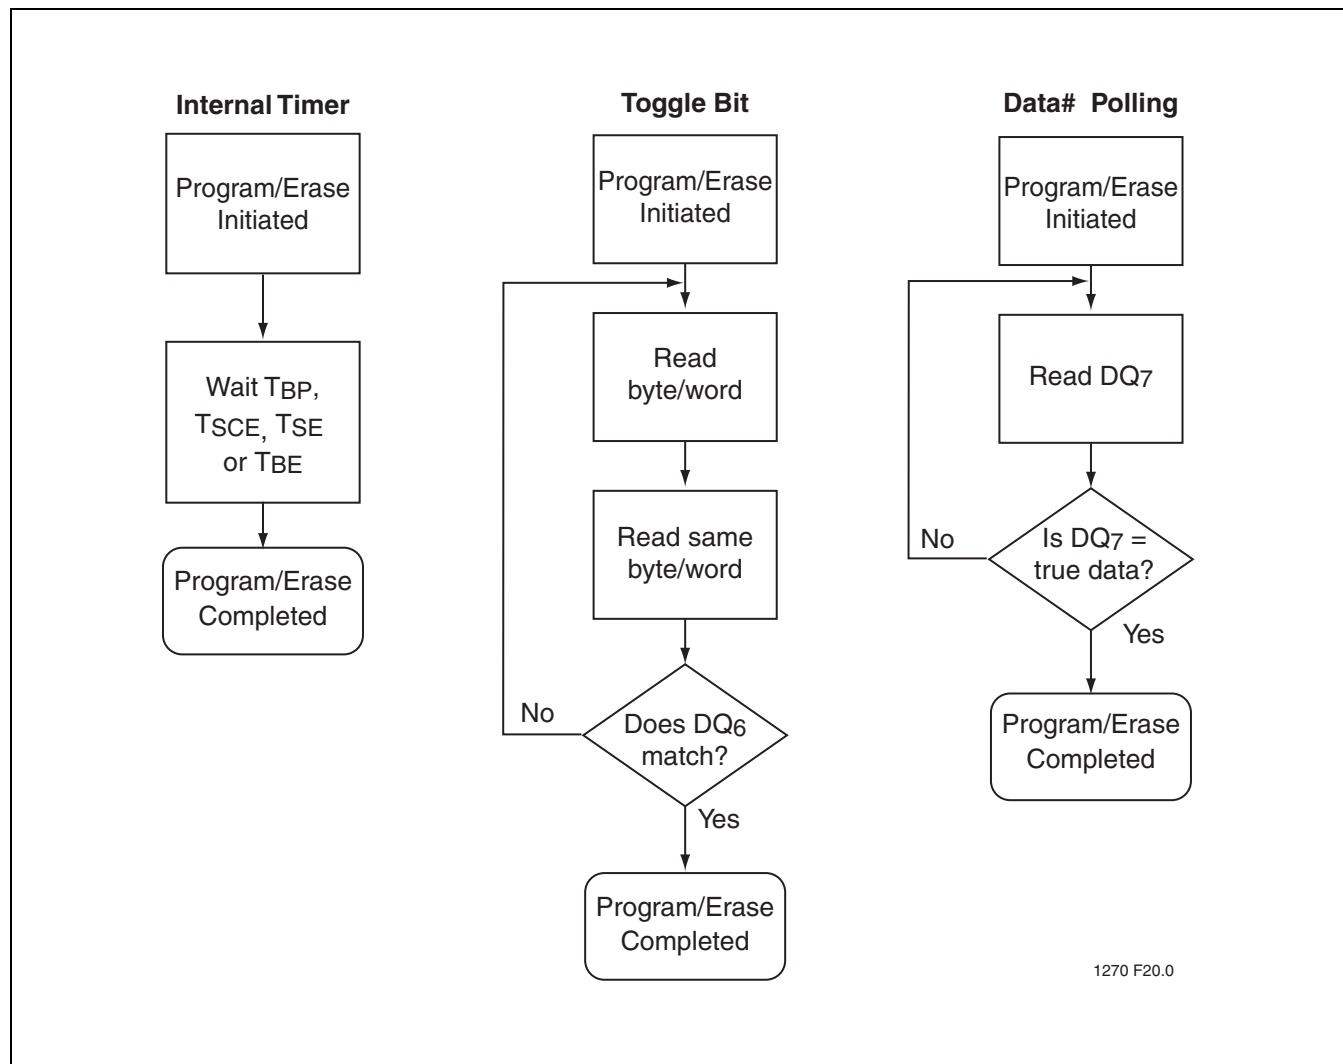 Internal Timer
Program/Erase
Initiated
Wait TBP,
TSCE, TSE
or TBE
Program/Erase
Completed
Toggle Bit
Program/Erase
Initiated
Read
byte/word
Read same
byte/word
No
Does DQ6
match?
Yes
Program/Erase
Completed
Data# Polling
Program/Erase
Initiated
Read DQ7
No
Is DQ7 =
true data?
Yes
Program/Erase
Completed
1270 F20.0